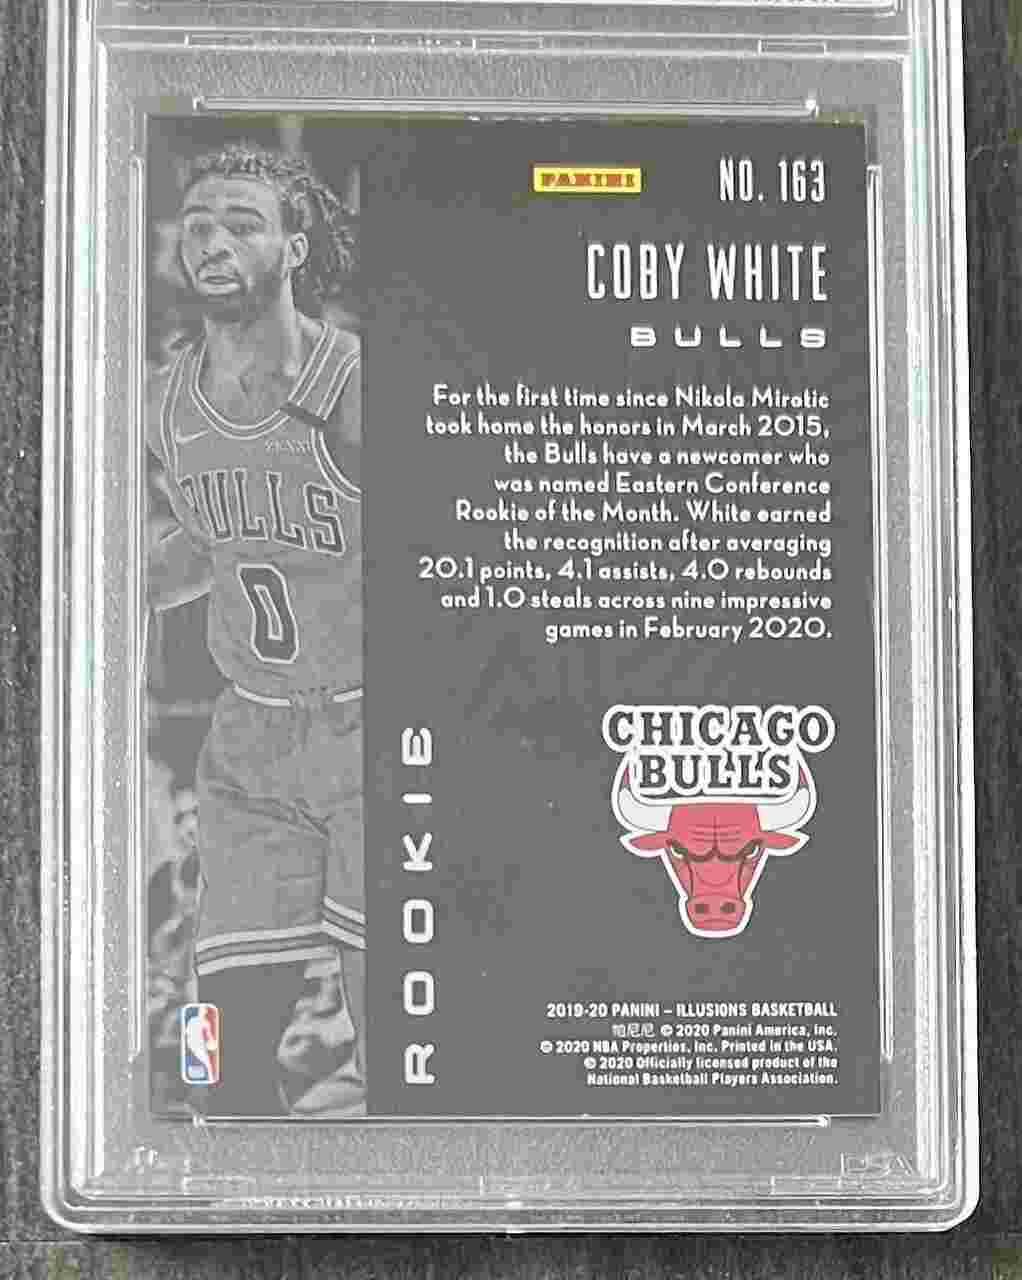 PANINI
NO. 163
COBY WHITE
BULLS
For the first time since Nikola Mirotic
took home the honors in March 2015,
the Bulls have a newcomer who
was named Eastern Conference
Rookie of the Month. White earned
the recognition after averaging
20.1 points, 4.1 assists, 4.0 rebounds
and 1.0 steals across nine impressive
games in February 2020.
BULLS
0
ROOKIE
CHICAGO
BULLS
2019-20 PANINI – ILLUSIONS BASKETBALL
帕尼尼 © 2020 Panini America, Inc.
© 2020 NBA Properties, Inc. Printed in the USA.
© 2020 Officially licensed product of the
National Basketball Players Association.
PSA